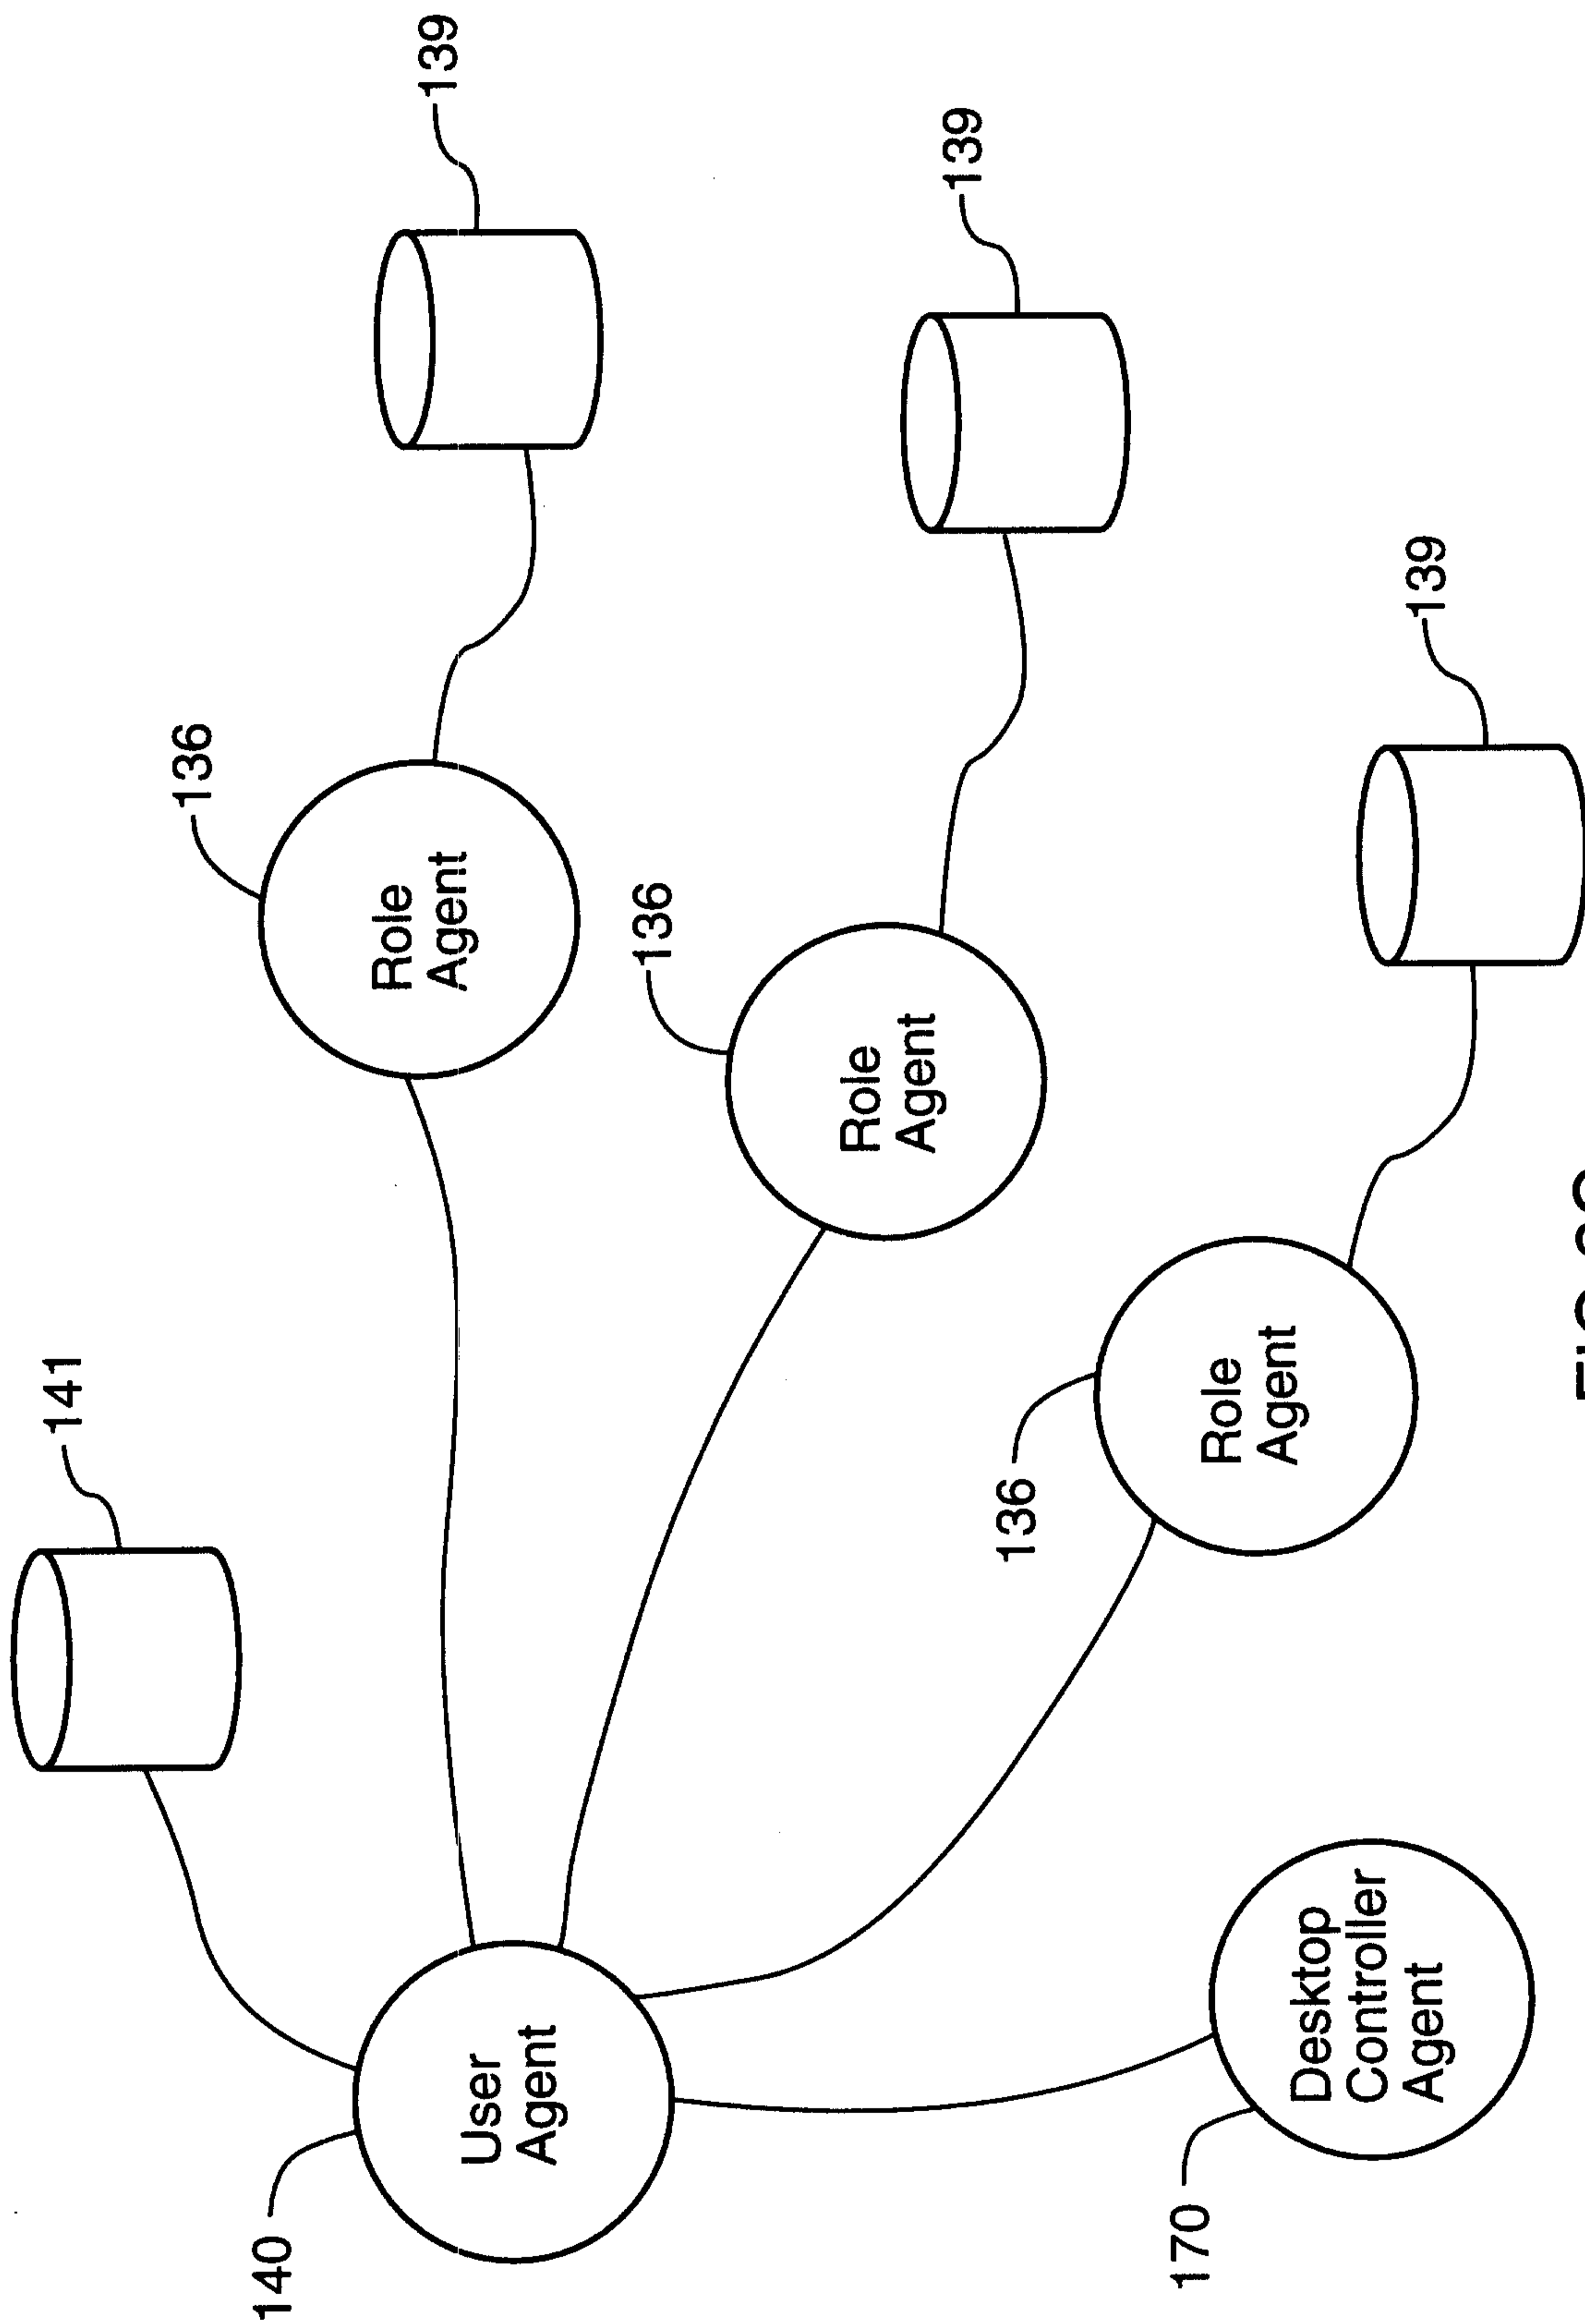 141
136
140
Role
Agent
139
User
Agent
136
Role
Agent
139
136
170
Role
Agent
Desktop
Controller
Agent
139